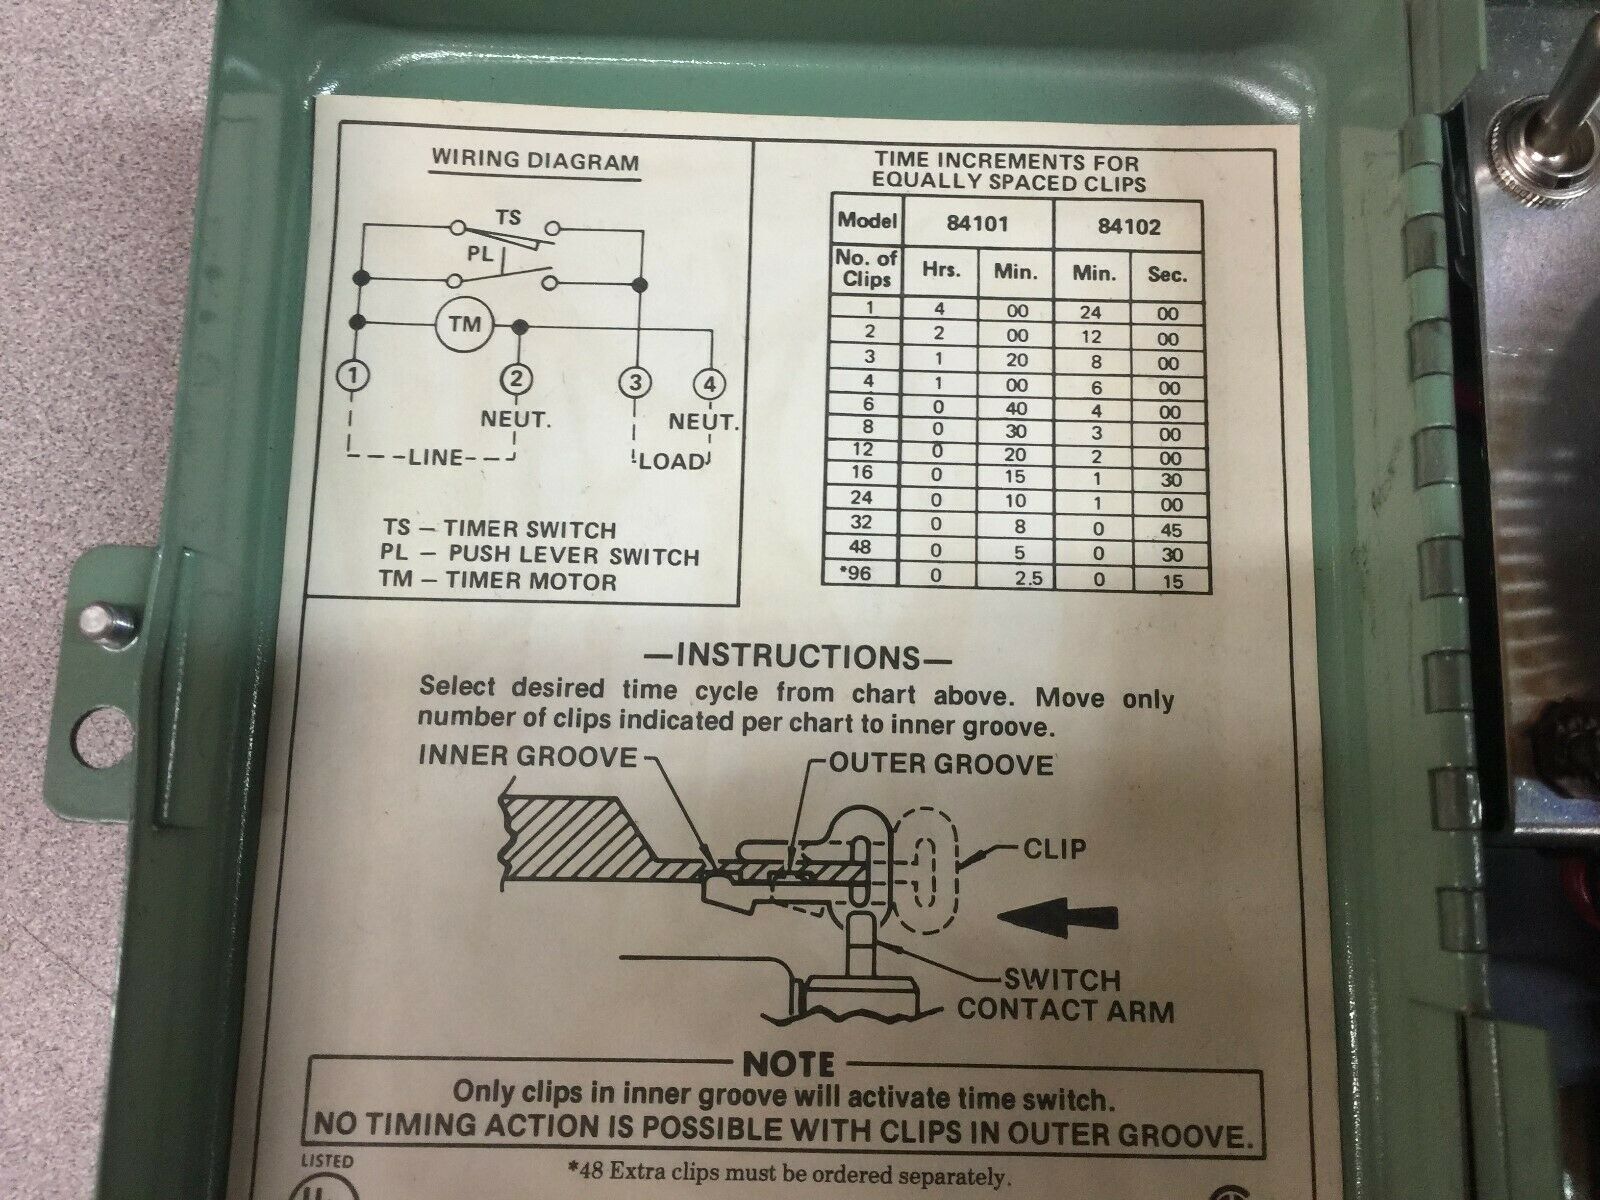 WIRING DIAGRAM
TS
PL
TM
1
2
3
4
NEUT.
NEUT.
LINE
LOAD
TS – TIMER SWITCH
PL – PUSH LEVER SWITCH
TM – TIMER MOTOR
TIME INCREMENTS FOR
EQUALLY SPACED CLIPS
Model 84101 84102
No. of Clips Hrs. Min. Min. Sec.
1 4 00 24 00
2 2 00 12 00
3 1 20 8 00
4 1 00 6 00
6 0 40 4 00
8 0 30 3 00
12 0 20 2 00
16 0 15 1 30
24 0 10 1 00
32 0 8 0 45
48 0 5 0 30
*96 0 2.5 0 15
—INSTRUCTIONS—
Select desired time cycle from chart above. Move only
number of clips indicated per chart to inner groove.
INNER GROOVE
OUTER GROOVE
CLIP
SWITCH
CONTACT ARM
NOTE
Only clips in inner groove will activate time switch.
NO TIMING ACTION IS POSSIBLE WITH CLIPS IN OUTER GROOVE.
LISTED
*48 Extra clips must be ordered separately.